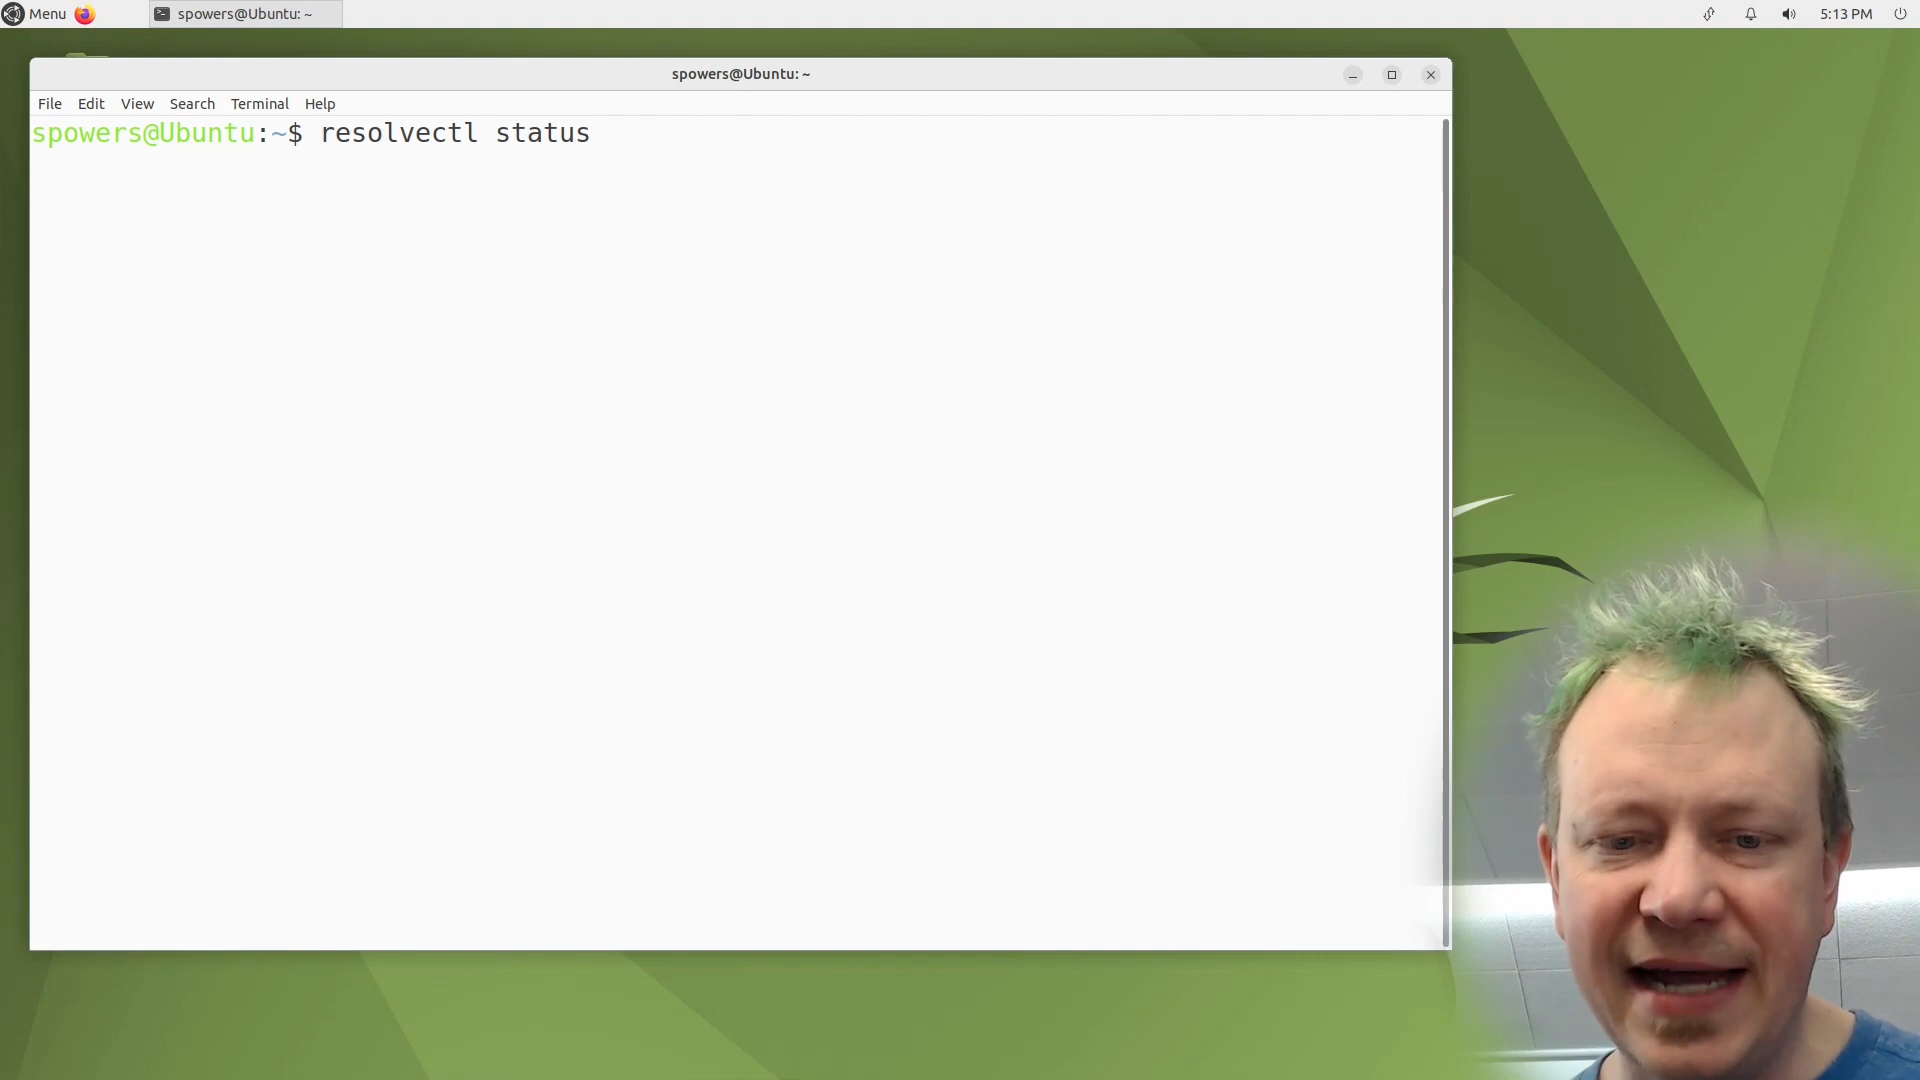 Menu
spowers@Ubuntu: ~
5:13 PM
spowers@Ubuntu: ~
File Edit View Search Terminal Help
spowers@Ubuntu:~$ resolvectl status